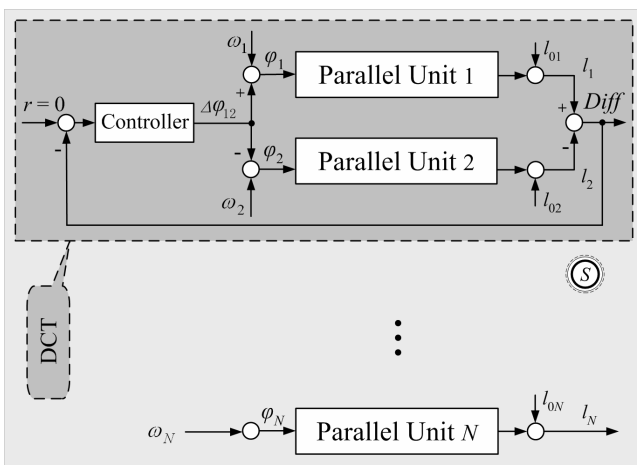 ω1
φ1
l01
l1
Parallel Unit 1
r = 0
Controller
Δφ12
+
+
Diff
-
-
-
φ2
Parallel Unit 2
l2
ω2
l02
S
DCT
ωN
φN
Parallel Unit N
l0N
lN